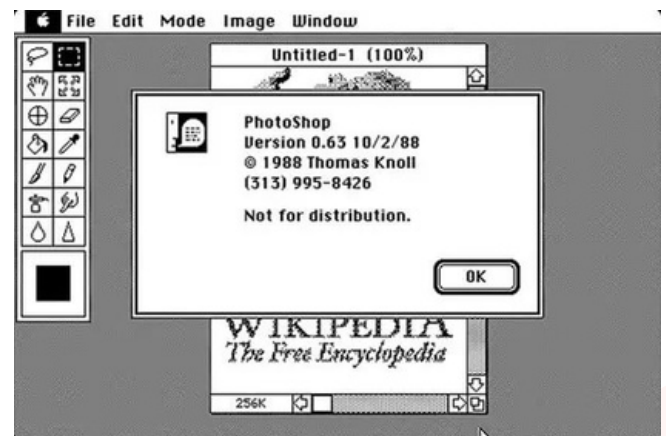 File Edit Mode Image Window
Untitled-1 (100%)
PhotoShop
Version 0.63 10/2/88
© 1988 Thomas Knoll
(313) 995-8426
Not for distribution.
OK
WIKIPEDIA
The Free Encyclopedia
256K